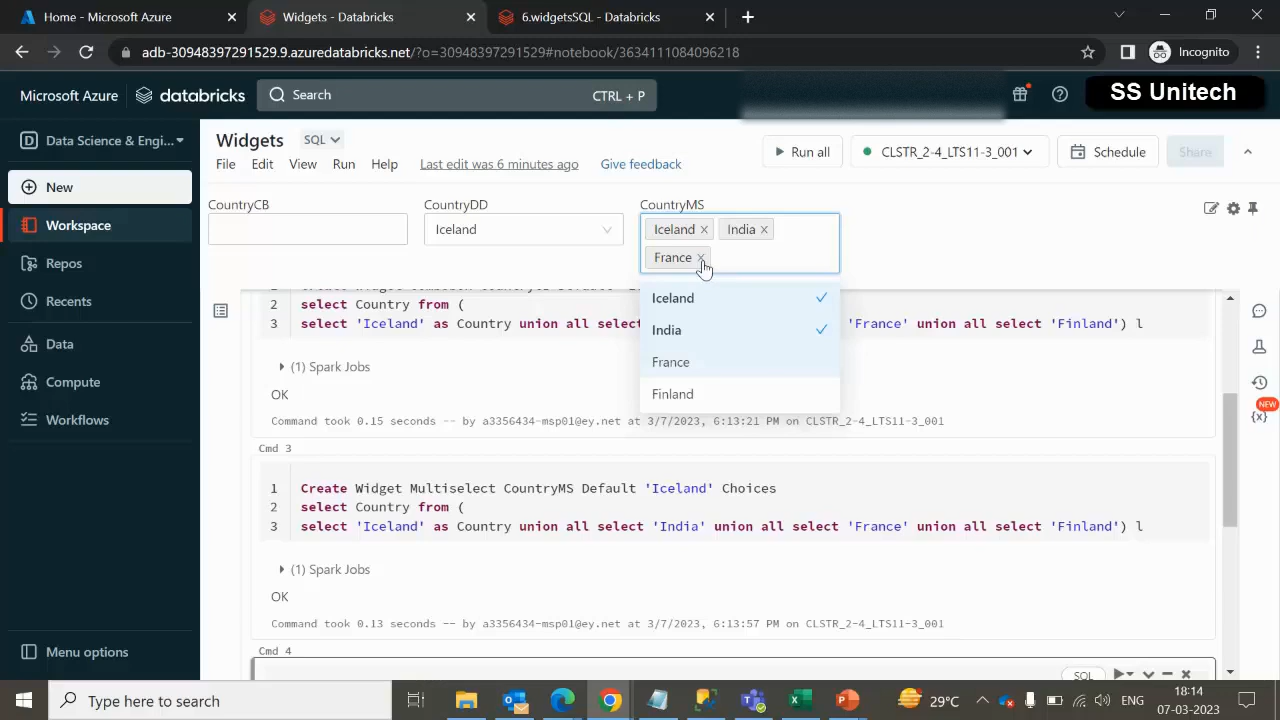 Home - Microsoft Azure
Widgets - Databricks
6.widgetsSQL - Databricks
adb-30948397291529.9.azuredatabricks.net/?o=30948397291529#notebook/3634111084096218
Incognito
Microsoft Azure
databricks
Search
CTRL + P
SS Unitech
D
Data Science & Engi...
New
Workspace
Repos
Recents
Data
Compute
Workflows
Menu options
Widgets
SQL
File
Edit
View
Run
Help
Last edit was 6 minutes ago
Give feedback
Run all
CLSTR_2-4_LTS11-3_001
Schedule
Share
CountryCB
CountryDD
Iceland
CountryMS
Iceland ×
India ×
France ×
Iceland
India
France
Finland
2 select Country from (
3 select 'Iceland' as Country union all selec 'France' union all select 'Finland') l
(1) Spark Jobs
OK
Command took 0.15 seconds -- by a3356434-msp01@ey.net at 3/7/2023, 6:13:21 PM on CLSTR_2-4_LTS11-3_001
Cmd 3
1 Create Widget Multiselect CountryMS Default 'Iceland' Choices
2 select Country from (
3 select 'Iceland' as Country union all select 'India' union all select 'France' union all select 'Finland') l
(1) Spark Jobs
OK
Command took 0.13 seconds -- by a3356434-msp01@ey.net at 3/7/2023, 6:13:57 PM on CLSTR_2-4_LTS11-3_001
Cmd 4
SQL
NEW
{x}
Type here to search
29°C
ENG
18:14
07-03-2023